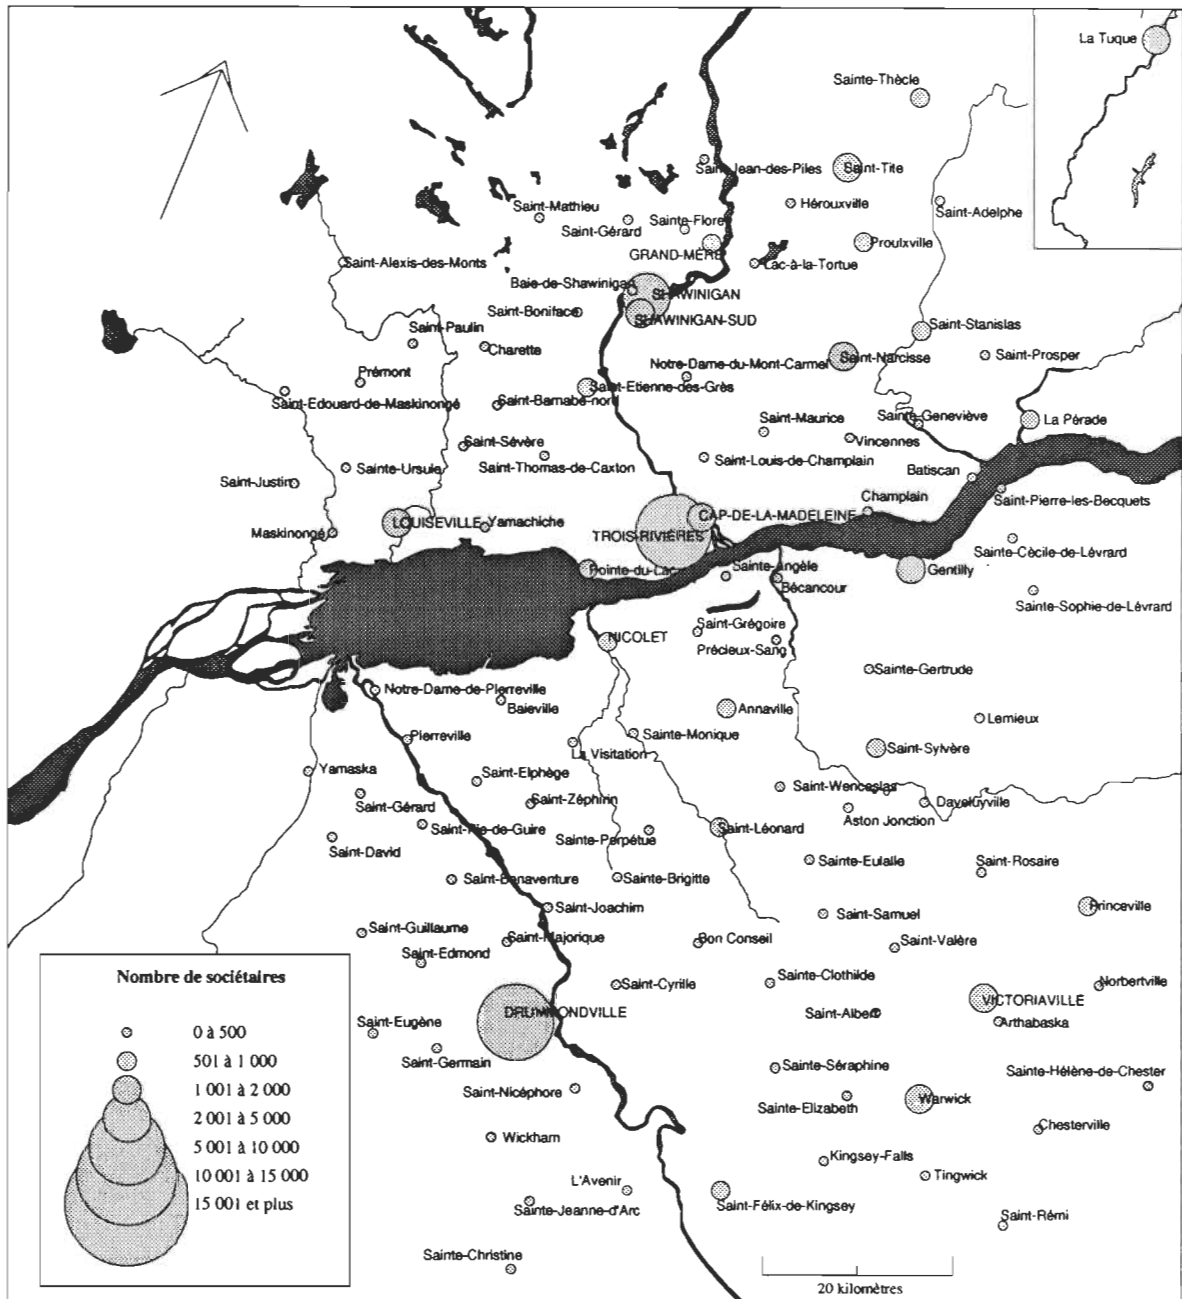 La Tuque
Sainte-Thècle
Saint-Jean-des-Piles
Saint-Tite
Saint-Mathieu
Hérouxville
Saint-Adelphe
Saint-Gérard
Sainte-Flore
GRAND-MÈRE
Proulxville
Saint-Alexis-des-Monts
Lac-à-la-Tortue
Baie-de-Shawinigan
SHAWINIGAN
Saint-Boniface
SHAWINIGAN-SUD
Saint-Stanislas
Saint-Paulin
Charette
Notre-Dame-du-Mont-Carmel
Saint-Narcisse
Saint-Prosper
Prémont
Saint-Etienne-des-Grès
Saint-Edouard-de-Maskinongé
Saint-Barnabé-nord
Saint-Maurice
Sainte-Geneviève
La Pérade
Saint-Sévère
Vincennes
Sainte-Ursule
Saint-Thomas-de-Caxton
Saint-Louis-de-Champlain
Batiscan
Saint-Justin
Champlain
Saint-Pierre-les-Becquets
LOUISEVILLE
Yamachiche
CAP-DE-LA-MADELEINE
Maskinongé
TROIS-RIVIÈRES
Sainte-Cècile-de-Lévrard
Pointe-du-Lac
Sainte-Angèle
Bécancour
Gentilly
Sainte-Sophie-de-Lévrard
Saint-Grégoire
NICOLET
Précieux-Sang
Sainte-Gertrude
Notre-Dame-de-Pierreville
Baieville
Annaville
Lemieux
Pierreville
Sainte-Monique
La Visitation
Saint-Sylvère
Yamaska
Saint-Elphège
Saint-Wenceslas
Saint-Gérard
Saint-Zéphirin
Daveluyville
Aston Jonction
Saint-Pie-de-Guire
Sainte-Perpétue
Saint-Léonard
Saint-David
Sainte-Eulalie
Saint-Rosaire
Saint-Bonaventure
Sainte-Brigitte
Saint-Joachim
Saint-Samuel
Princeville
Saint-Guillaume
Saint-Majorique
Bon Conseil
Saint-Valère
Saint-Edmond
Nombre de sociétaires
Saint-Cyrille
Sainte-Clothilde
Norbertville
VICTORIAVILLE
DRUMMONDVILLE
Saint-Albert
Arthabaska
0 à 500
Saint-Eugène
501 à 1 000
Saint-Germain
Sainte-Séraphine
Sainte-Hélène-de-Chester
1 001 à 2 000
Saint-Nicéphore
Sainte-Elizabeth
Warwick
2 001 à 5 000
Chesterville
Wickham
5 001 à 10 000
Kingsey-Falls
10 001 à 15 000
L'Avenir
Tingwick
15 001 et plus
Sainte-Jeanne-d'Arc
Saint-Félix-de-Kingsey
Saint-Rémi
Sainte-Christine
20 kilomètres